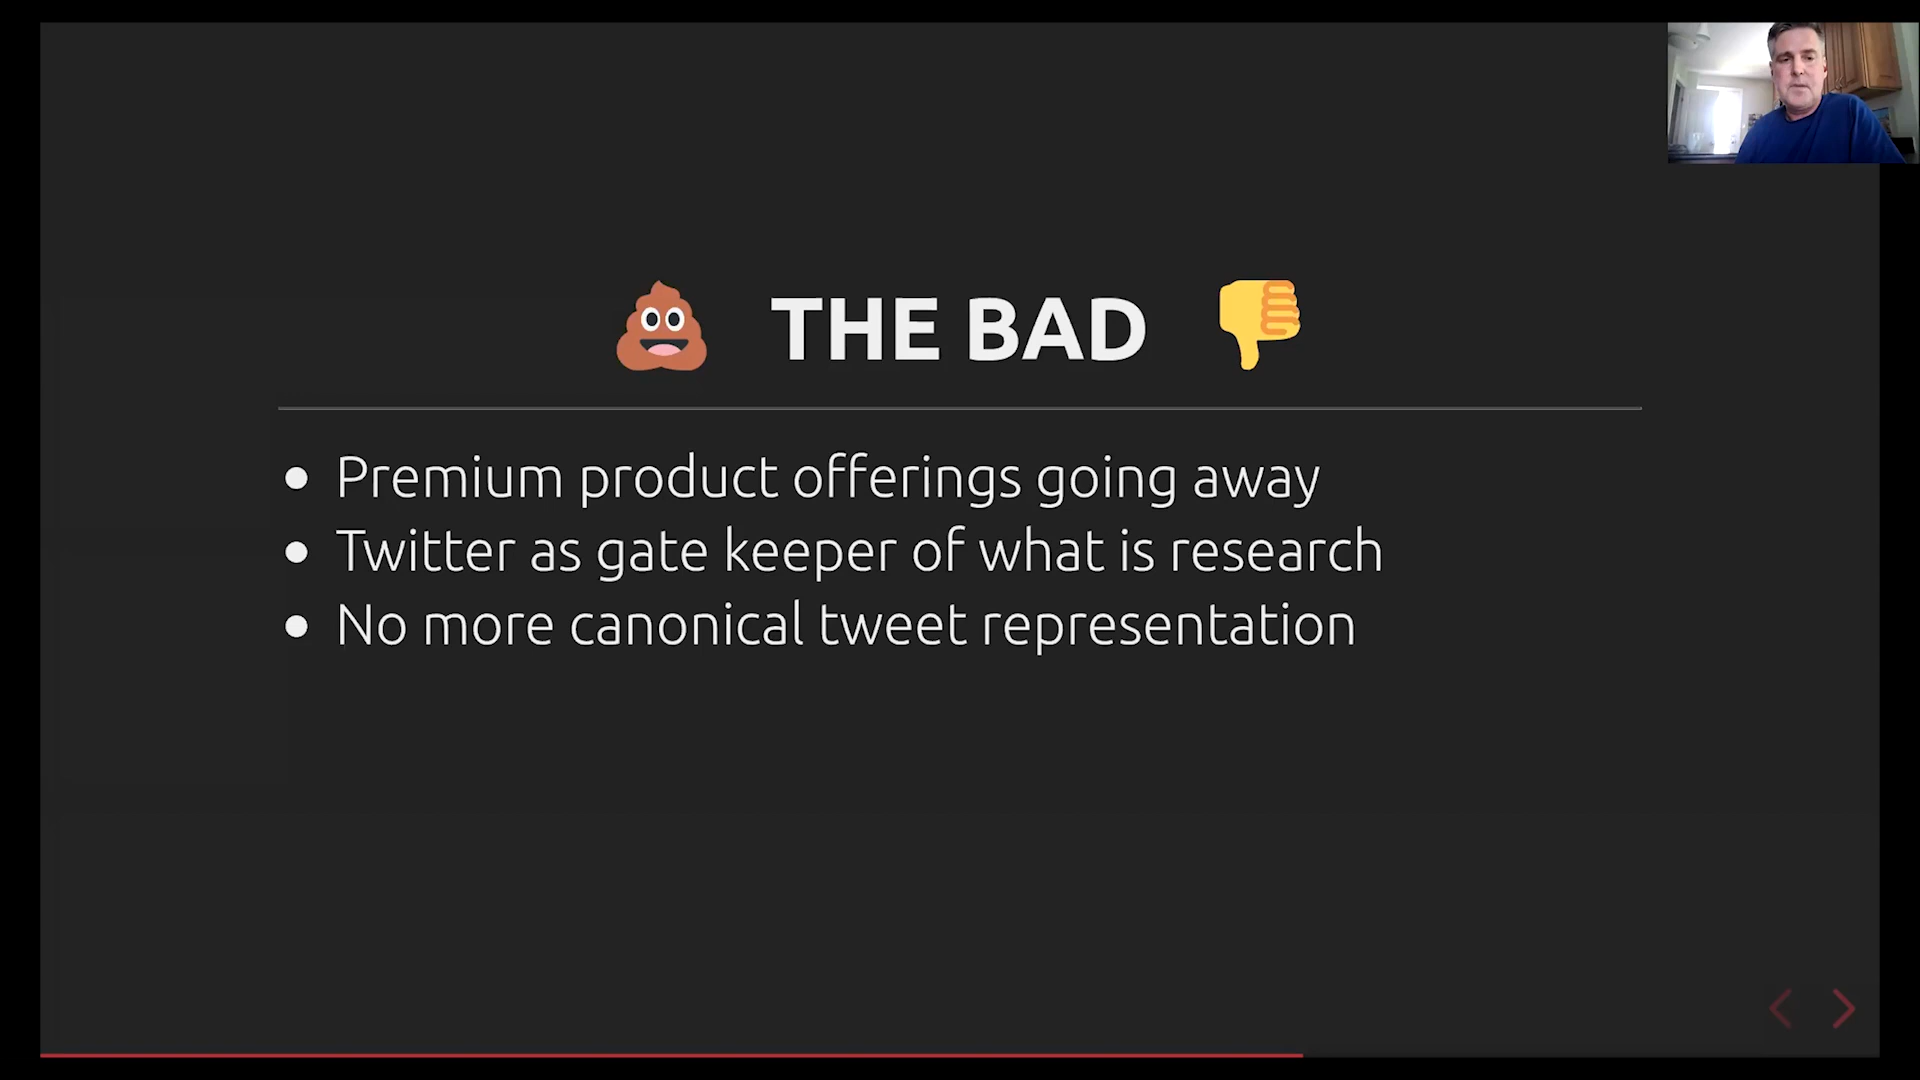 💩 THE BAD 👎
• Premium product offerings going away
• Twitter as gate keeper of what is research
• No more canonical tweet representation